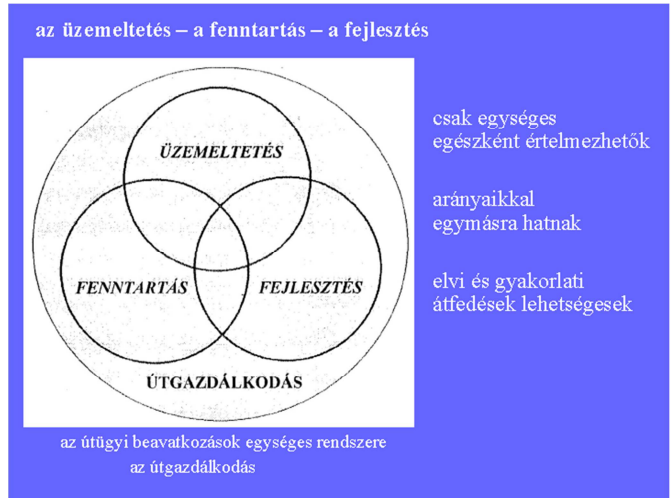 az üzemeltetés – a fenntartás – a fejlesztés
ÜZEMELTETÉS
FENNTARTÁS
FEJLESZTÉS
ÚTGAZDÁLKODÁS
csak egységes
egészként értelmezhetők
arányaikkal
egymásra hatnak
elvi és gyakorlati
átfedések lehetségesek
az útügyi beavatkozások egységes rendszere
az útgazdálkodás